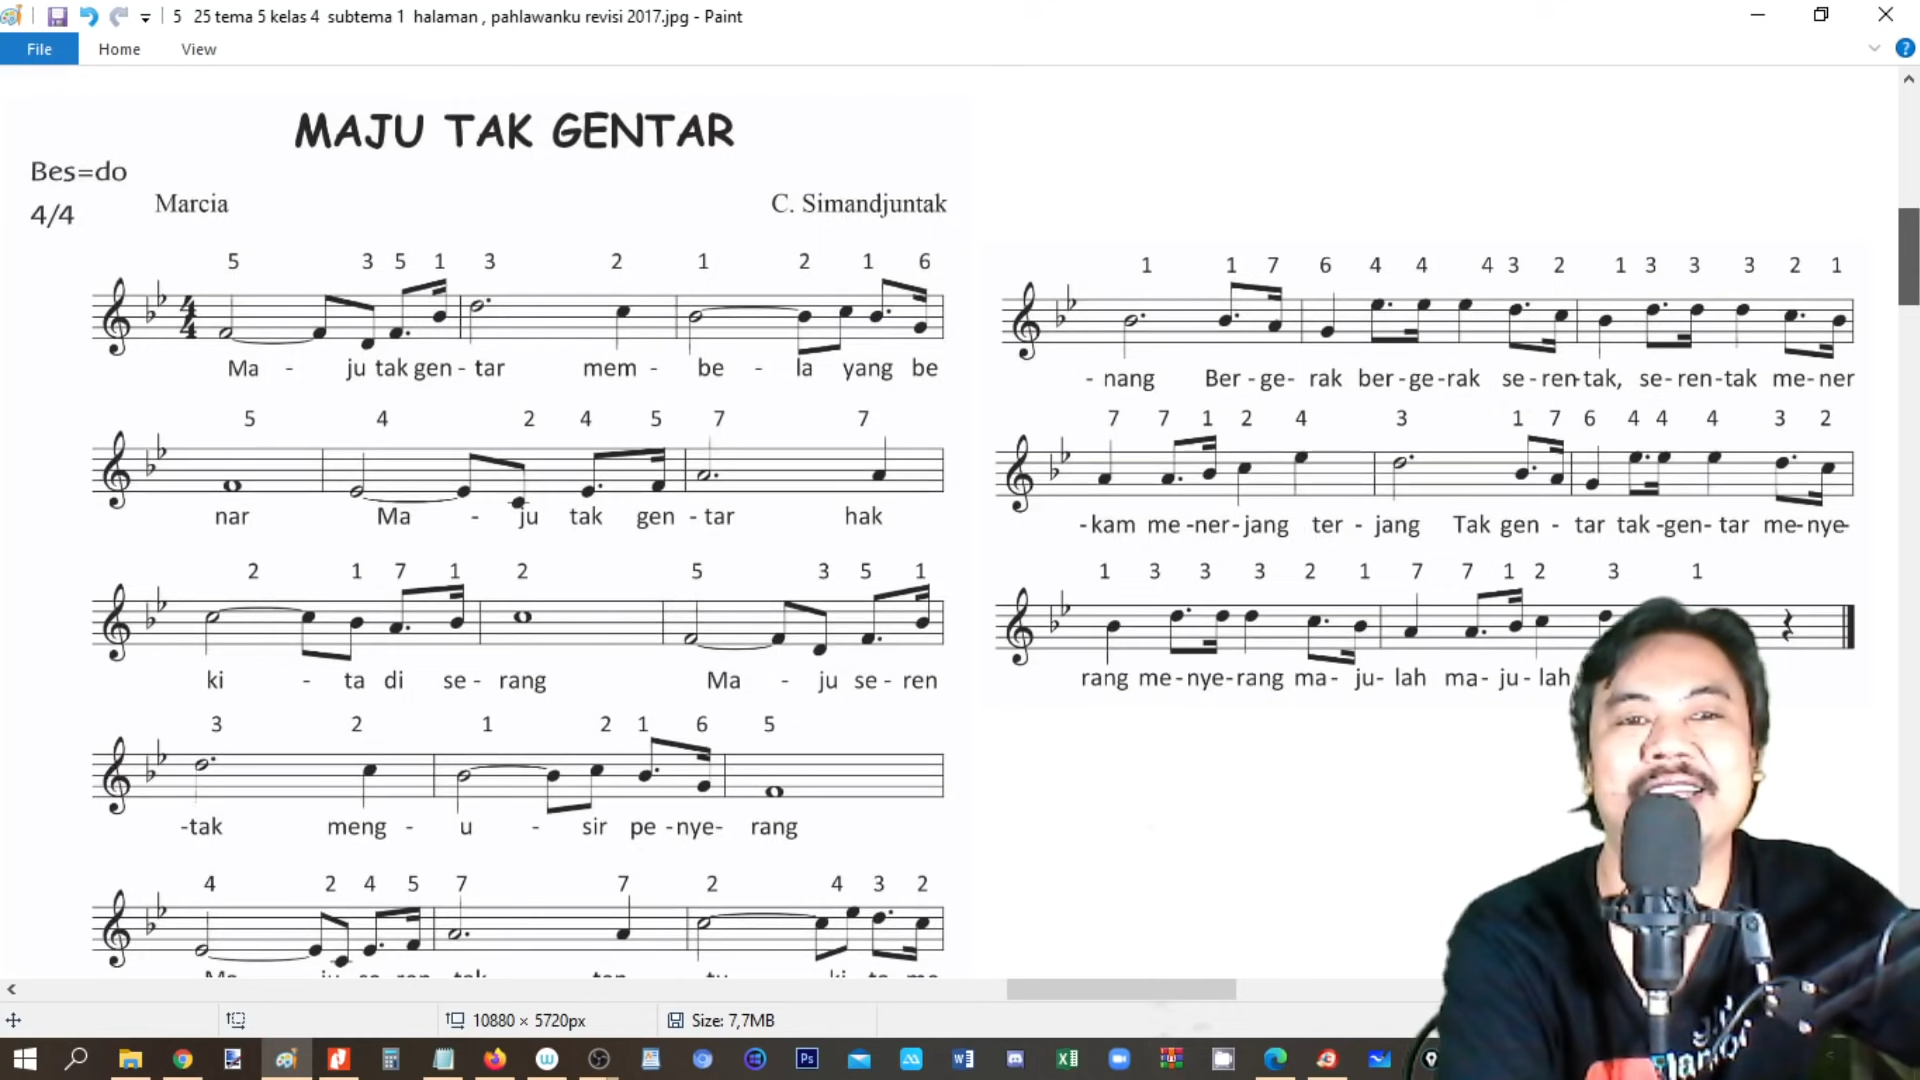 5 25 tema 5 kelas 4 subtema 1 halaman , pahlawanku revisi 2017.jpg - Paint
File Home View
MAJU TAK GENTAR
Bes=do
4/4 Marcia C. Simandjuntak
5 3 5 1 3 2 1 2 1 6
4
4
Ma - ju tak gen - tar mem - be - la yang be
5 4 2 4 5 7 7
nar Ma - ju tak gen - tar hak
2 1 7 1 2 5 3 5 1
ki - ta di se - rang Ma - ju se - ren
3 2 1 2 1 6 5
-tak meng - u - sir pe -nye- rang
4 2 4 5 7 7 2 4 3 2
1 1 7 6 4 4 4 3 2 1 3 3 3 2 1
- nang Ber - ge- rak ber-ge-rak se-ren-tak, se-ren-tak me-ner
7 7 1 2 4 3 1 7 6 4 4 4 3 2
-kam me-ner-jang ter - jang Tak gen - tar tak-gen-tar me-nye-
1 3 3 3 2 1 7 7 1 2 3 1
rang me-nye-rang ma- ju- lah ma- ju-lah
10880 × 5720px Size: 7,7MB
Ps